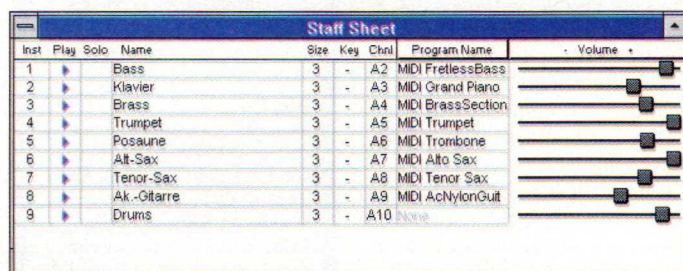 Staff Sheet
Inst Play Solo Name Size Key Chnl Program Name - Volume +
1 Bass 3 - A2 MIDI FretlessBass
2 Klavier 3 - A3 MIDI Grand Piano
3 Brass 3 - A4 MIDI BrassSection
4 Trumpet 3 - A5 MIDI Trumpet
5 Posaune 3 - A6 MIDI Trombone
6 Alt-Sax 3 - A7 MIDI Alto Sax
7 Tenor-Sax 3 - A8 MIDI Tenor Sax
8 Ak.-Gitarre 3 - A9 MIDI AcNylonGuit
9 Drums 3 - A10 None